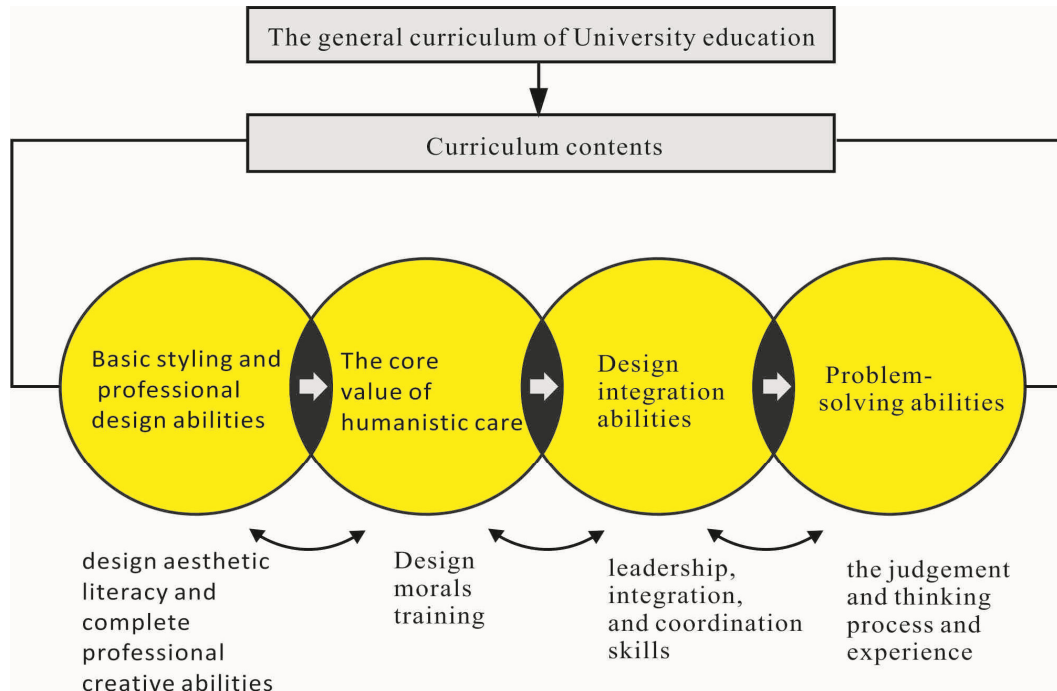 The general curriculum of University education
Curriculum contents
Basic styling and
professional
design abilities
The core
value of
humanistic care
Design
integration
abilities
Problem-
solving abilities
design aesthetic
literacy and
complete
professional
creative abilities
Design
morals
training
leadership,
integration,
and coordination
skills
the judgement
and thinking
process and
experience